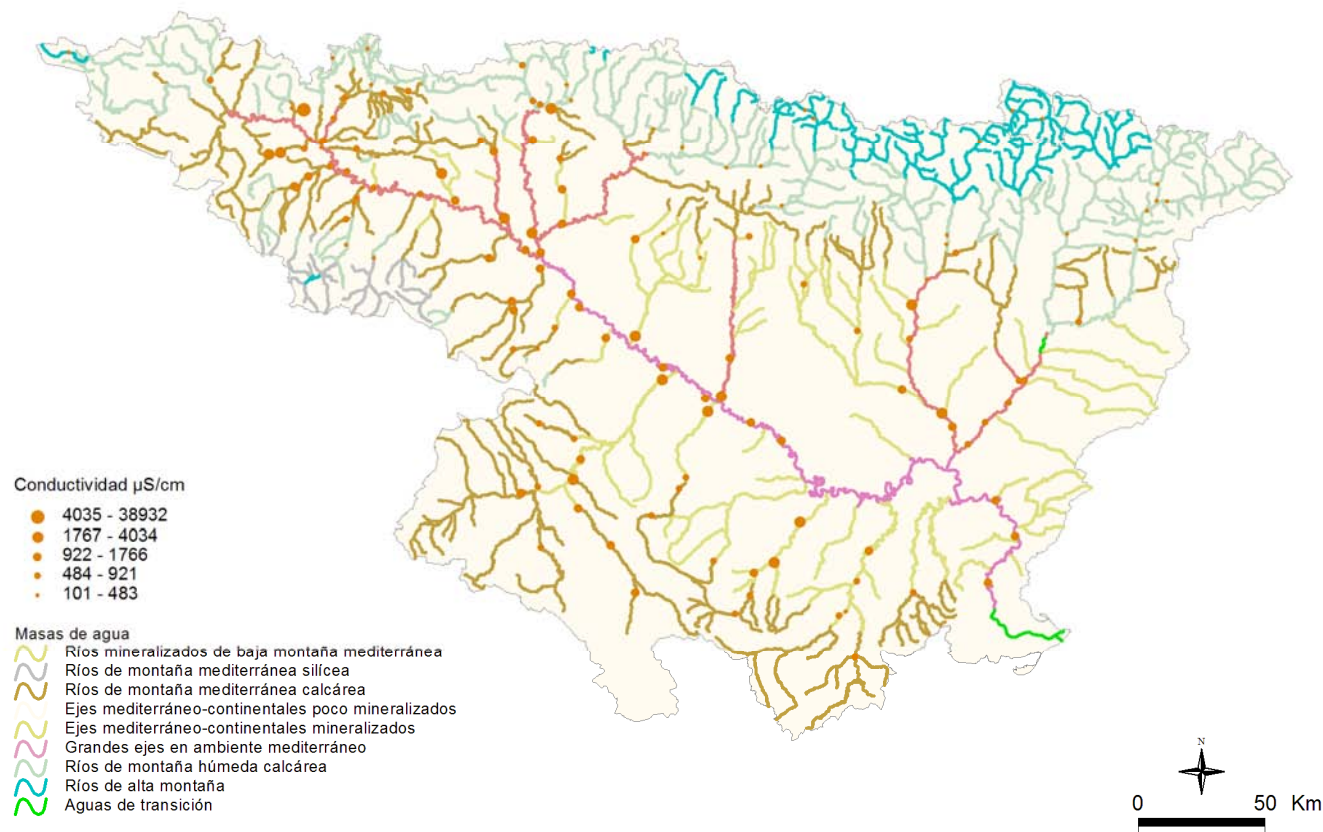 Conductividad µS/cm
4035 - 38932
1767 - 4034
922 - 1766
484 - 921
101 - 483
Masas de agua
Ríos mineralizados de baja montaña mediterránea
Ríos de montaña mediterránea silícea
Ríos de montaña mediterránea calcárea
Ejes mediterráneo-continentales poco mineralizados
Ejes mediterráneo-continentales mineralizados
Grandes ejes en ambiente mediterráneo
Ríos de montaña húmeda calcárea
Ríos de alta montaña
Aguas de transición
N
0 50 Km